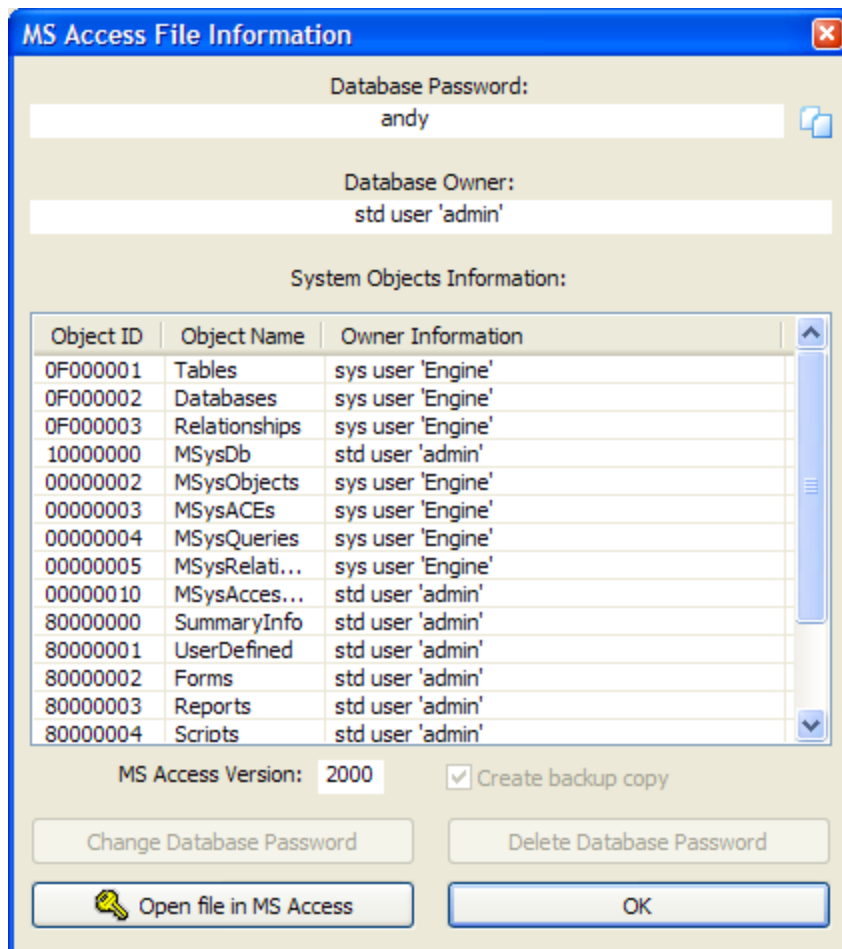 MS Access File Information
Database Password:
andy
Database Owner:
std user 'admin'
System Objects Information:
Object ID Object Name Owner Information
0F000001 Tables sys user 'Engine'
0F000002 Databases sys user 'Engine'
0F000003 Relationships sys user 'Engine'
10000000 MSysDb std user 'admin'
00000002 MSysObjects sys user 'Engine'
00000003 MSysACEs sys user 'Engine'
00000004 MSysQueries sys user 'Engine'
00000005 MSysRelati... sys user 'Engine'
00000010 MSysAcces... std user 'admin'
80000000 SummaryInfo std user 'admin'
80000001 UserDefined std user 'admin'
80000002 Forms std user 'admin'
80000003 Reports std user 'admin'
80000004 Scripts std user 'admin'
MS Access Version: 2000 Create backup copy
Change Database Password Delete Database Password
Open file in MS Access OK